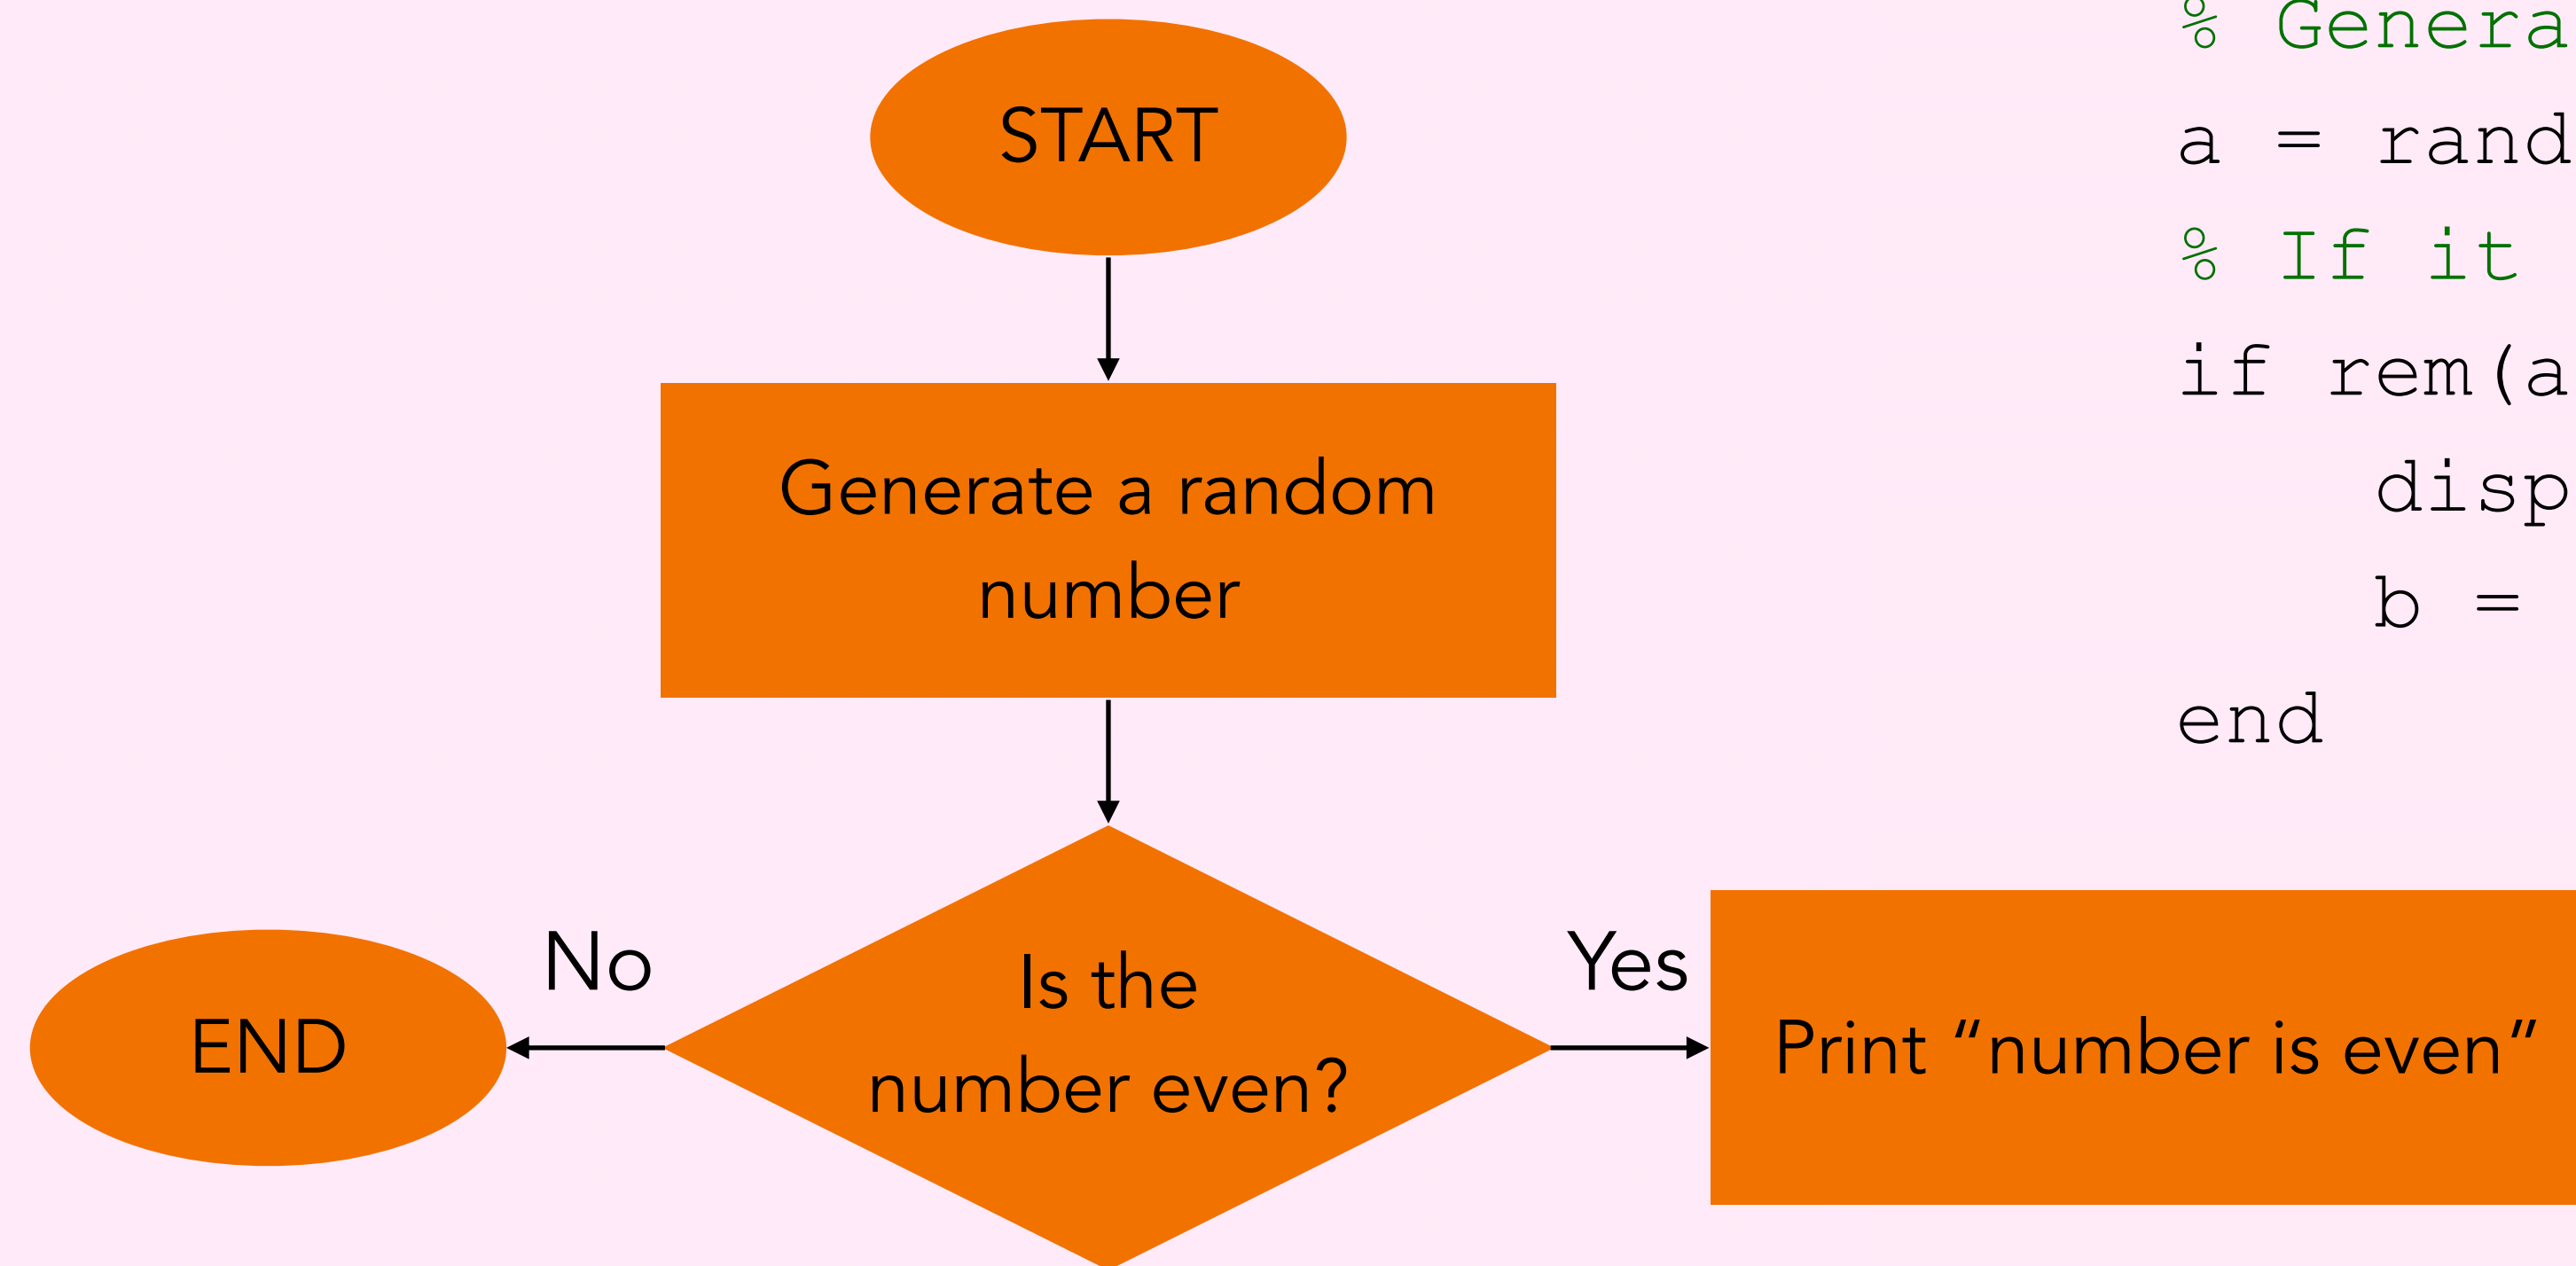 START
Generate a random
number
Is the
number even?
No
END
Yes
Print “number is even”
% Genera
a = rand
% If it
if rem(a
disp
b =
end